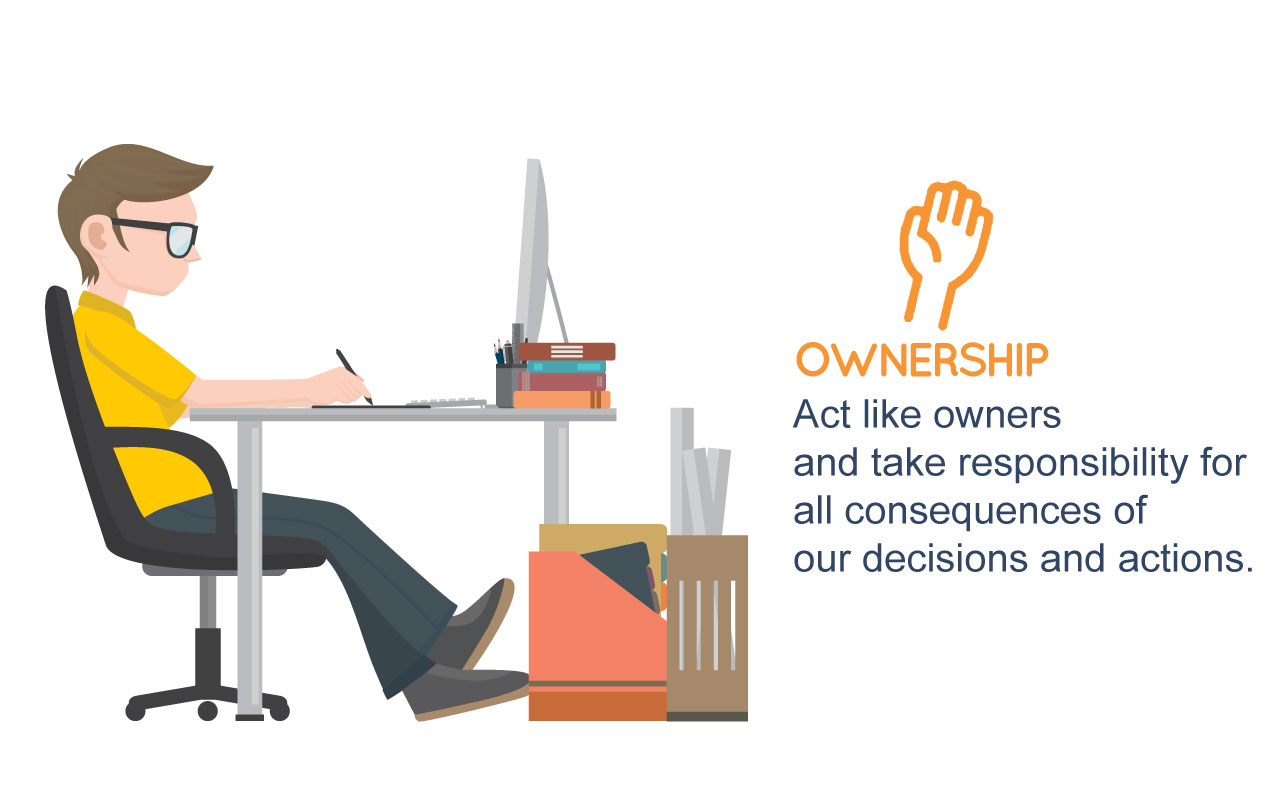 OWNERSHIP
Act like owners
and take responsibility for
all consequences of
our decisions and actions.